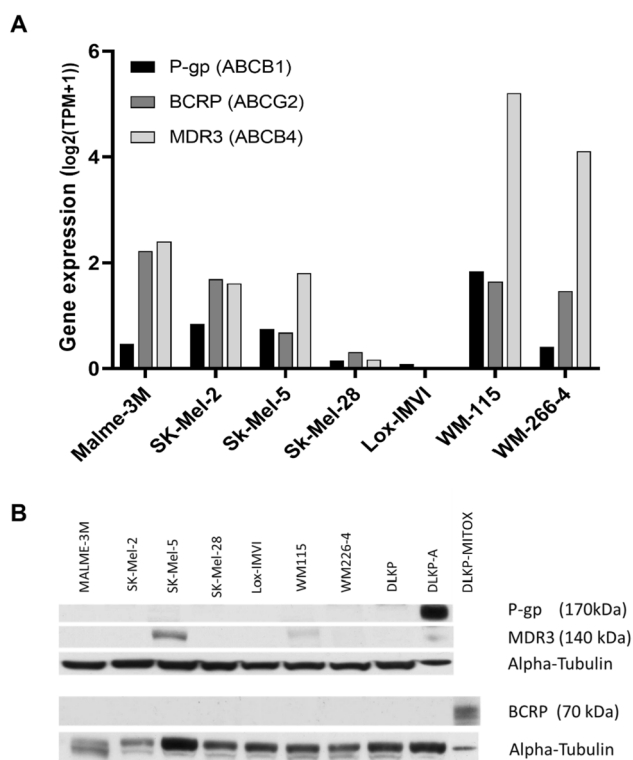 A
Gene expression (log2(TPM+1))
6
4
2
0
P-gp (ABCB1)
BCRP (ABCG2)
MDR3 (ABCB4)
Malme-3M
SK-Mel-2
Sk-Mel-5
Sk-Mel-28
Lox-IMVI
WM-115
WM-266-4
B
MALME-3M
SK-Mel-2
SK-Mel-5
SK-Mel-28
Lox-IMVI
WM115
WM226-4
DLKP
DLKP-A
DLKP-MITOX
P-gp (170kDa)
MDR3 (140 kDa)
Alpha-Tubulin
BCRP (70 kDa)
Alpha-Tubulin